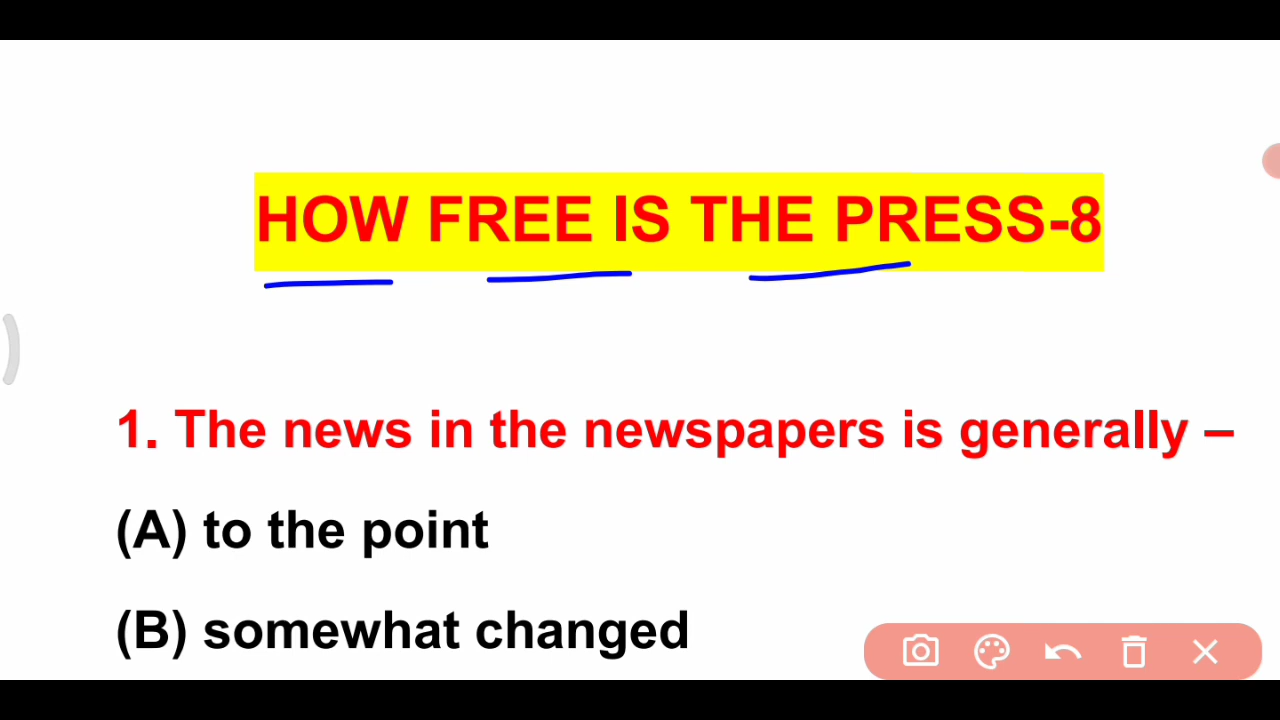 HOW FREE IS THE PRESS-8
1. The news in the newspapers is generally –
(A) to the point
(B) somewhat changed